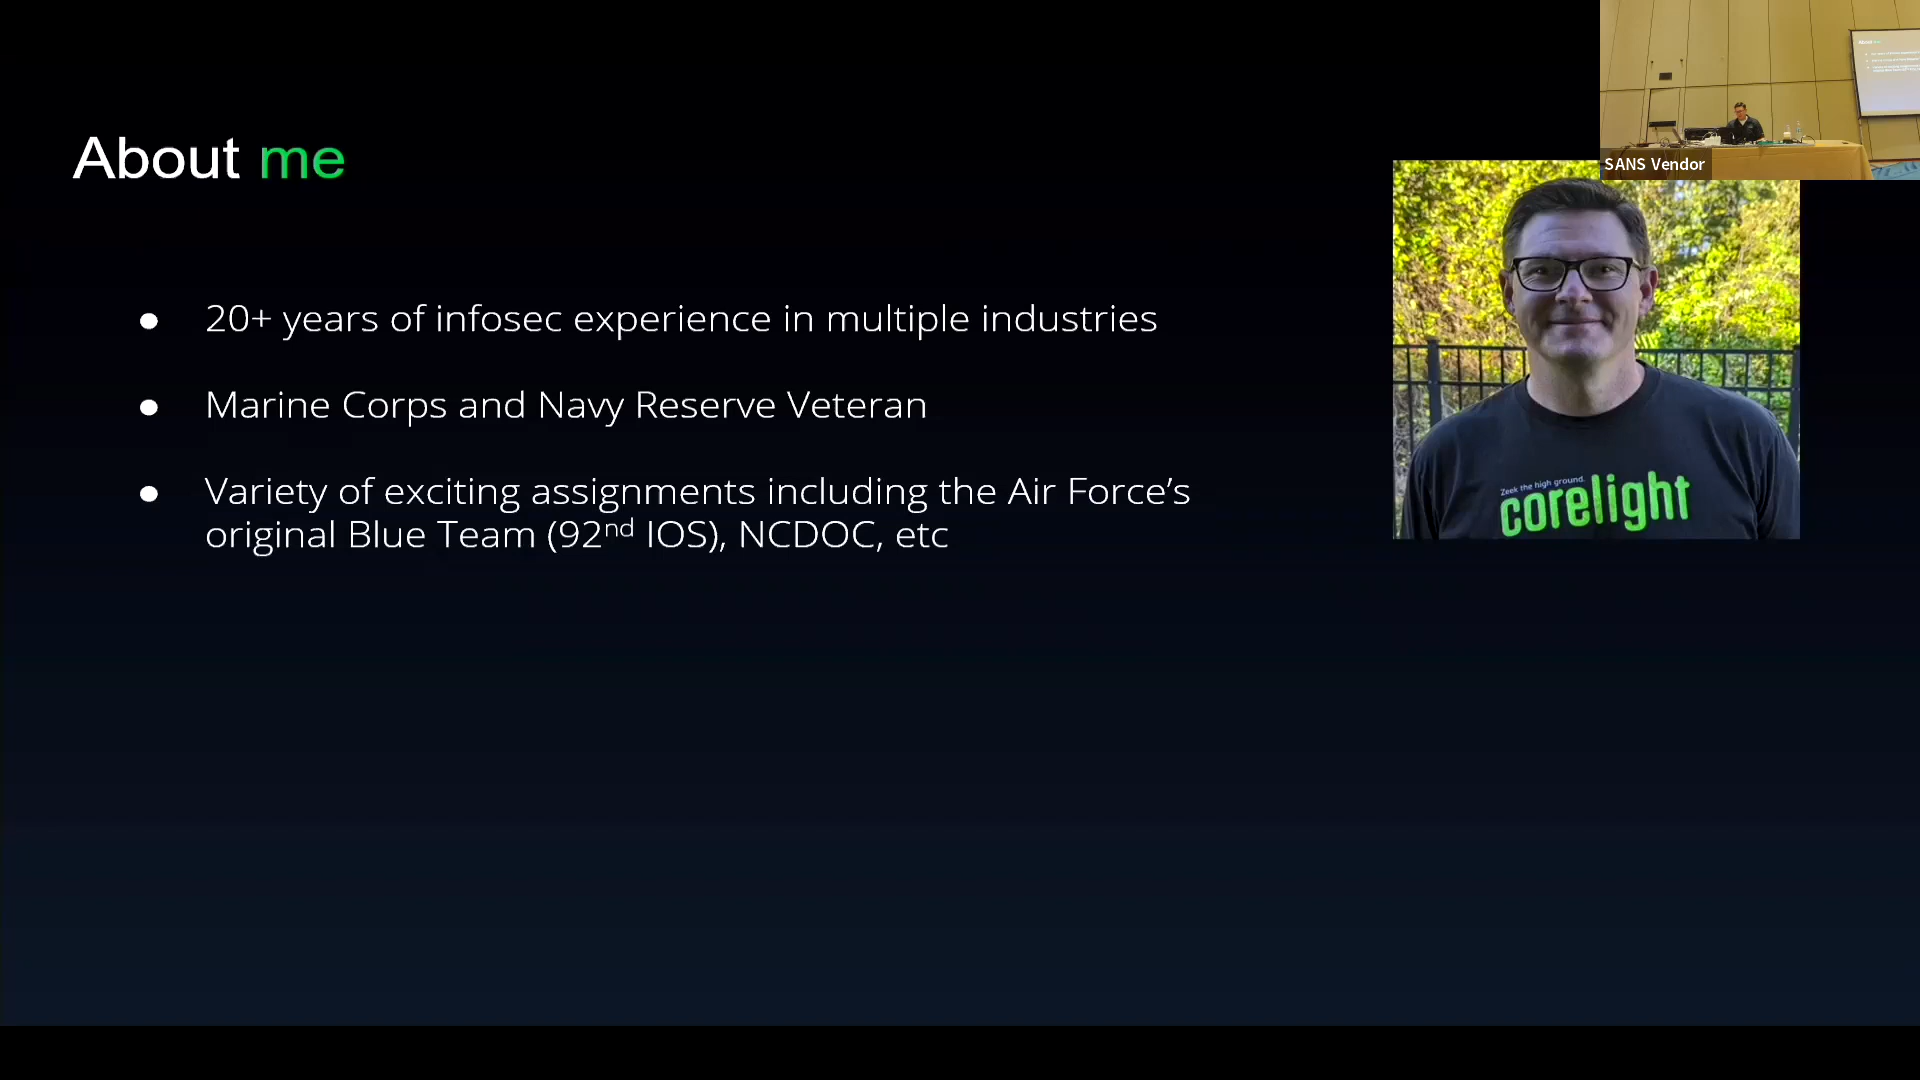 About me
20+ years of infosec experience in multiple industries
Marine Corps and Navy Reserve Veteran
Variety of exciting assignments including the Air Force’s
original Blue Team (92nd IOS), NCDOC, etc
Zeek the high ground.
corelight
SANS Vendor
About me